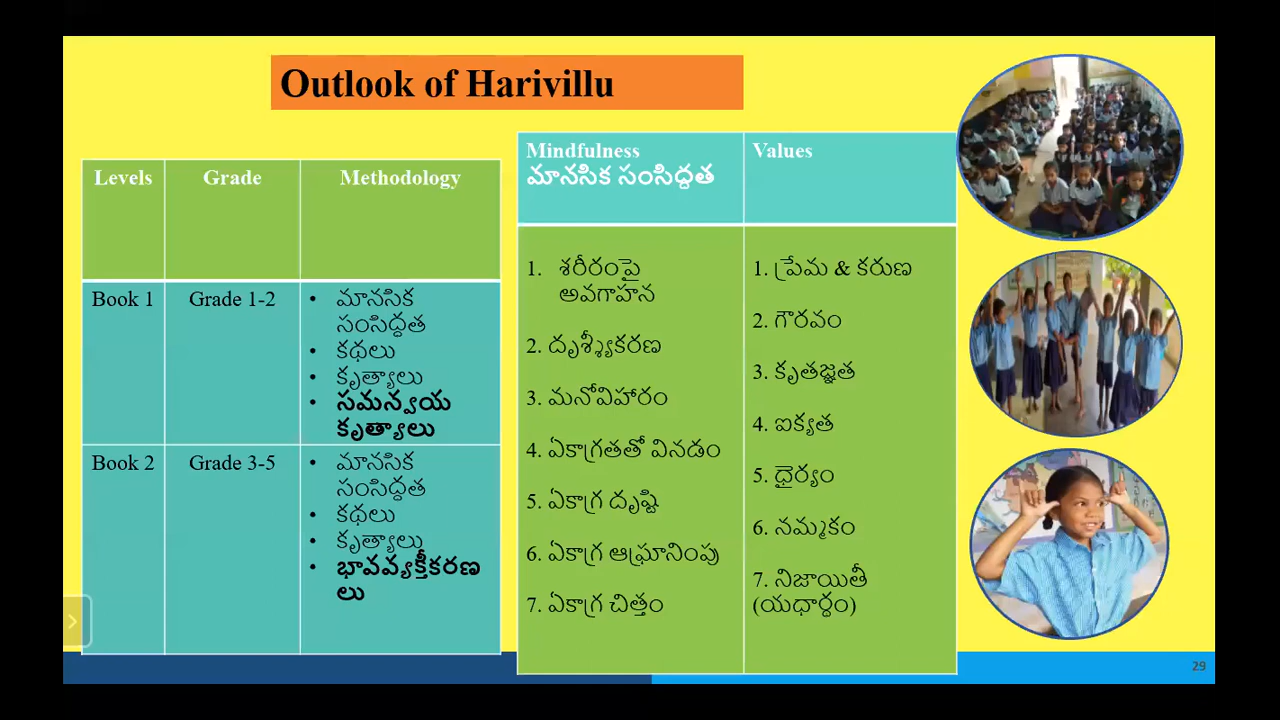 Outlook of Harivillu
Levels
Grade
Methodology
Book 1
Grade 1-2
• మానసిక
సంసిద్ధత
• కథలు
• కృత్యాలు
• సమన్వయ
కృత్యాలు
Book 2
Grade 3-5
• మానసిక
సంసిద్ధత
• కథలు
• కృత్యాలు
• భావవ్యక్తీకరణ
లు
Mindfulness
మానసిక సంసిద్ధత
Values
1. శరీరంపై
అవగాహన
2. దృశ్శ్యీకరణ
3. మనోవిహారం
4. ఏకాగ్రతతో వినడం
5. ఏకాగ్ర దృష్టి
6. ఏకాగ్ర ఆఘ్రానింపు
7. ఏకాగ్ర చిత్తం
1. ప్రేమ & కరుణ
2. గౌరవం
3. కృతజ్ఞత
4. ఐక్యత
5. ధైర్యం
6. నమ్మకం
7. నిజాయితీ
(యధార్ధం)
29